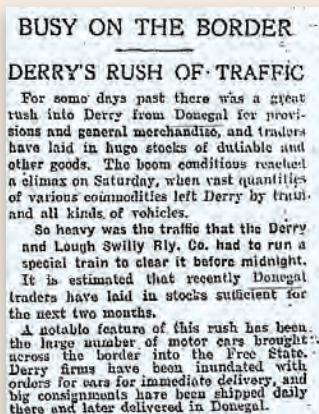 BUSY ON THE BORDER
DERRY'S RUSH OF TRAFFIC
For some days past there was a great
rush into Derry from Donegal for provi-
sions and general merchandise, and traders
have laid in huge stocks of dutiable and
other goods. The boom conditions reached
a climax on Saturday, when vast quantities
of various commodities left Derry by train
and all kinds of vehicles.
So heavy was the traffic that the Derry
and Lough Swilly Rly. Co. had to run a
special train to clear it before midnight.
It is estimated that recently Donegal
traders have laid in stocks sufficient for
the next two months.
A notable feature of this rush has been
the large number of motor cars brought
across the border into the Free State.
Derry firms have been inundated with
orders for cars for immediate delivery, and
big consignments have been shipped daily
there and later delivered in Donegal.